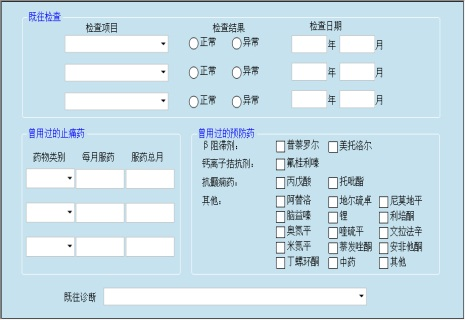 既往检查
检查项目 检查结果 检查日期
正常 异常 年 月
正常 异常 年 月
正常 异常 年 月
曾用过的止痛药
药物类别 每月服药 服药总月
曾用过的预防药
β阻滞剂: 普萘罗尔 美托洛尔
钙离子拮抗剂: 氟桂利嗪
抗癫痫药: 丙戊酸 托吡酯
其他: 阿替洛 地尔硫卓 尼莫地平
脑益嗪 锂 利培酮
奥氮平 喹硫平 文拉法辛
米氮平 萘发唑酮 安非他酮
丁螺环酮 中药 其他
既往诊断